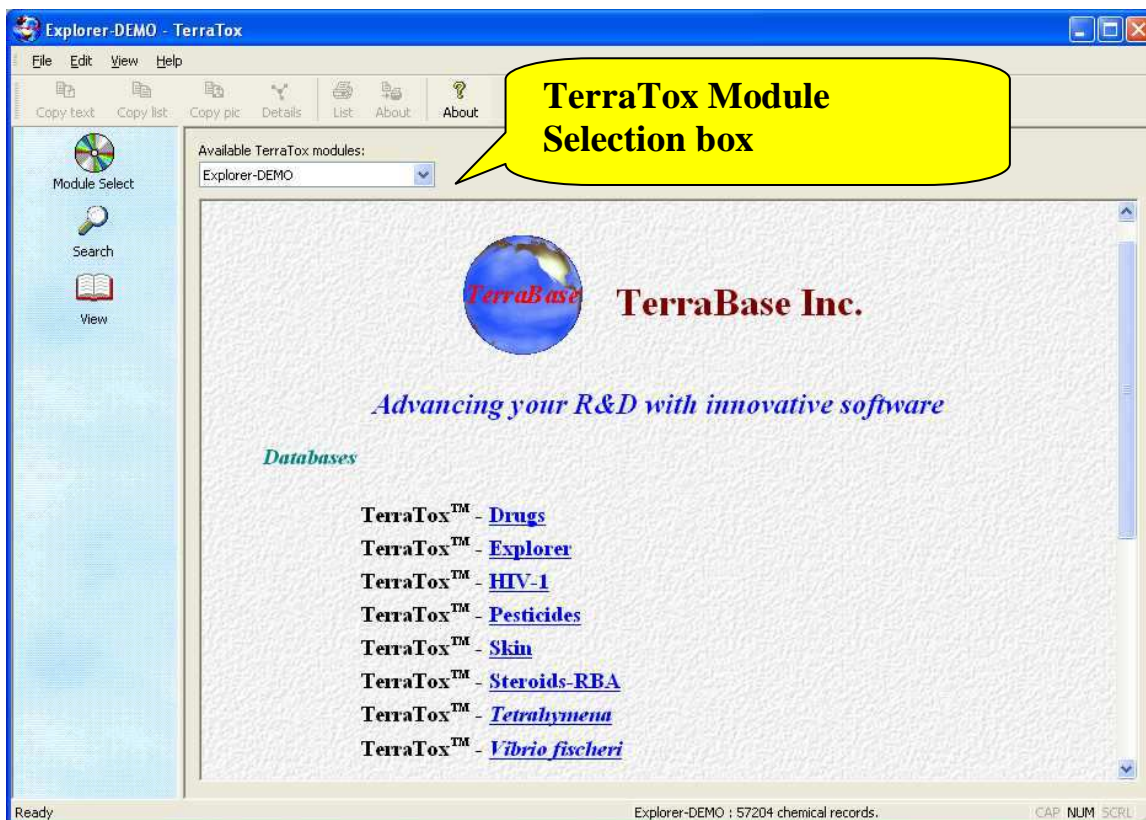 Explorer-DEMO - TerraTox
File Edit View Help
Copy text Copy list Copy pic Details List About About
TerraTox Module
Selection box
Module Select
Search
View
Available TerraTox modules:
Explorer-DEMO
TerraBase
TerraBase Inc.
Advancing your R&D with innovative software
Databases
TerraTox™ - Drugs
TerraTox™ - Explorer
TerraTox™ - HIV-1
TerraTox™ - Pesticides
TerraTox™ - Skin
TerraTox™ - Steroids-RBA
TerraTox™ - Tetrahymena
TerraTox™ - Vibrio fischeri
Ready Explorer-DEMO ; 57204 chemical records. CAP NUM SCRL